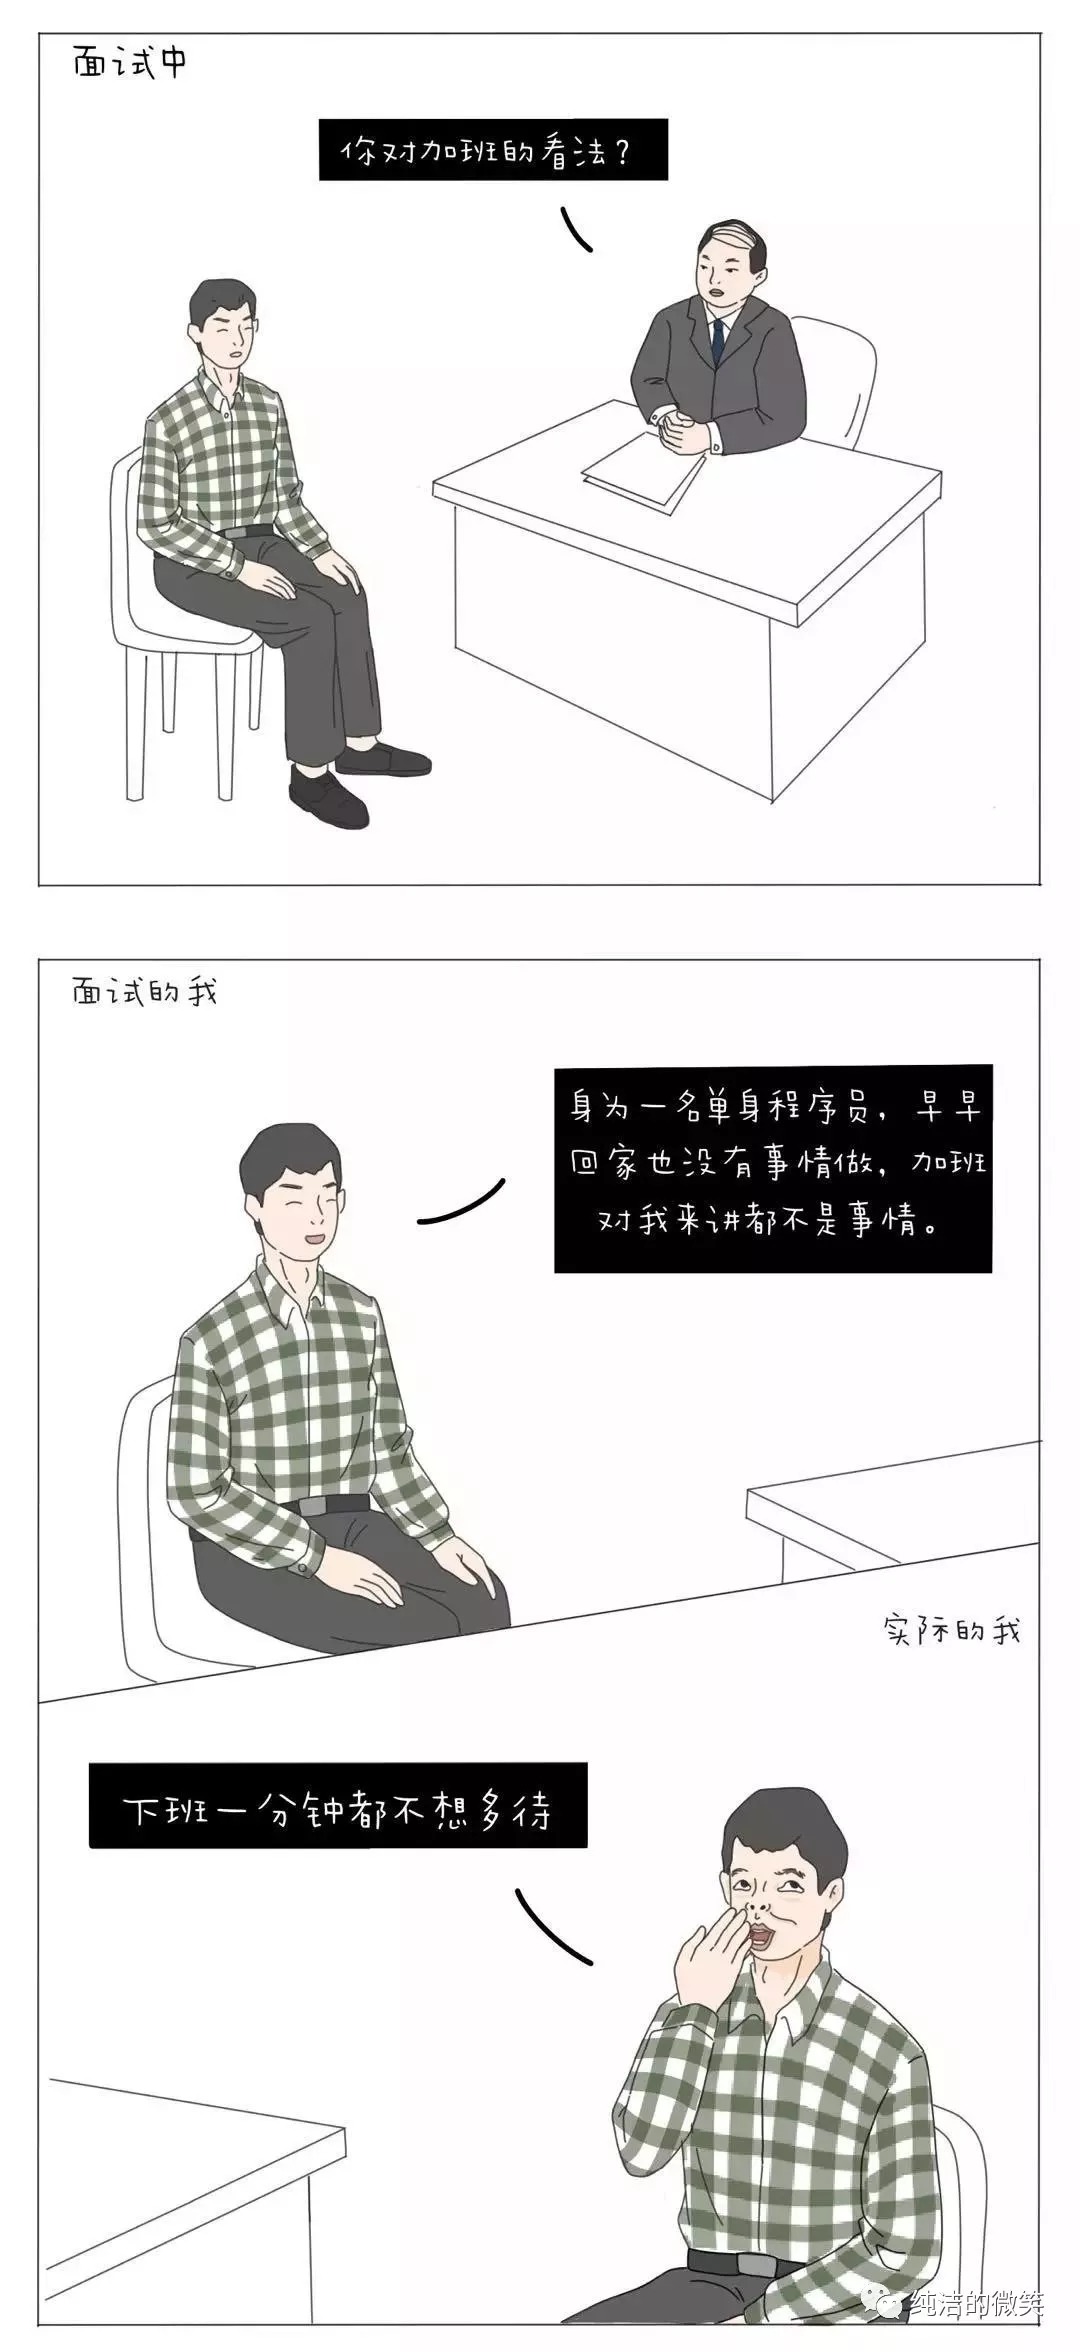 面试中
你对加班的看法？
面试的我
身为一名单身程序员，早早
回家也没有事情做，加班
对我来讲都不是事情。
实际的我
下班一分钟都不想多待
纯洁的微笑